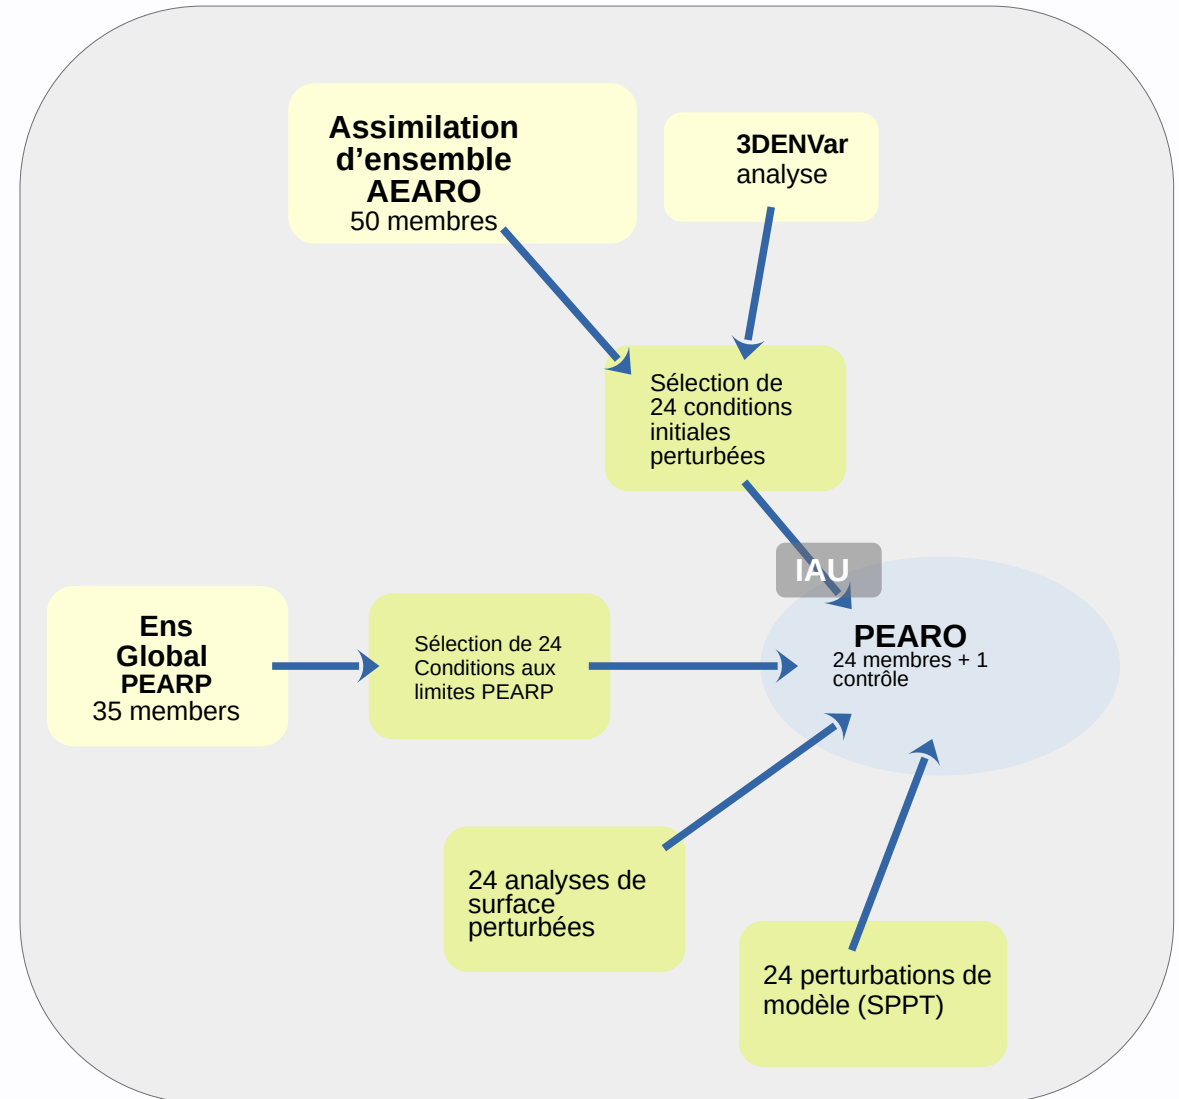 Assimilation
d’ensemble
AEARO
50 membres
3DENVar
analyse
Sélection de
24 conditions
initiales
perturbées
IAU
Ens
Global
PEARP
35 members
Sélection de 24
Conditions aux
limites PEARP
PEARO
24 membres + 1
contrôle
24 analyses de
surface
perturbées
24 perturbations de
modèle (SPPT)